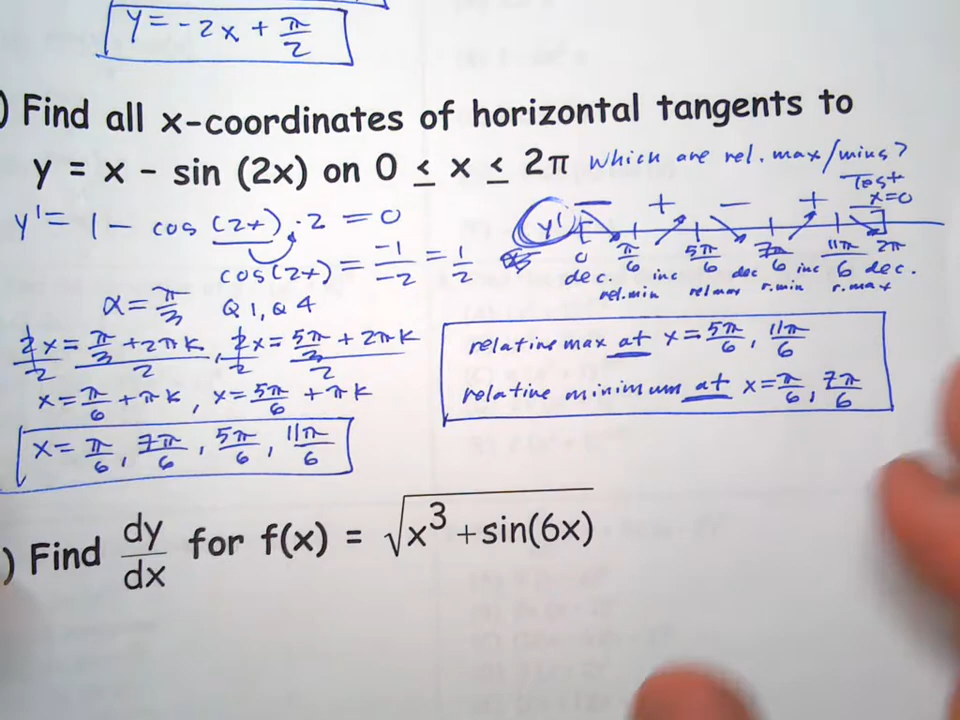 y = -2x + π/2
) Find all x-coordinates of horizontal tangents to
y = x - sin (2x) on 0 ≤ x ≤ 2π which are rel. max/mins?
Test x=0
y' = 1 - cos(2x) · 2 = 0
y' [ − + − + − ]
0 π/6 5π/6 7π/6 11π/6 2π
dec. inc dec inc dec.
rel.min rel max r.min r.max
cos(2x) = -1/-2 = 1/2
α = π/3 Q1, Q4
2x/2 = (π/3 + 2πk)/2 , 2x/2 = (5π/3 + 2πk)/2
x = π/6 + πk , x = 5π/6 + πk
x = π/6, 7π/6, 5π/6, 11π/6
relative max at x = 5π/6, 11π/6
relative minimum at x = π/6, 7π/6
) Find dy/dx for f(x) = √(x³ + sin(6x))